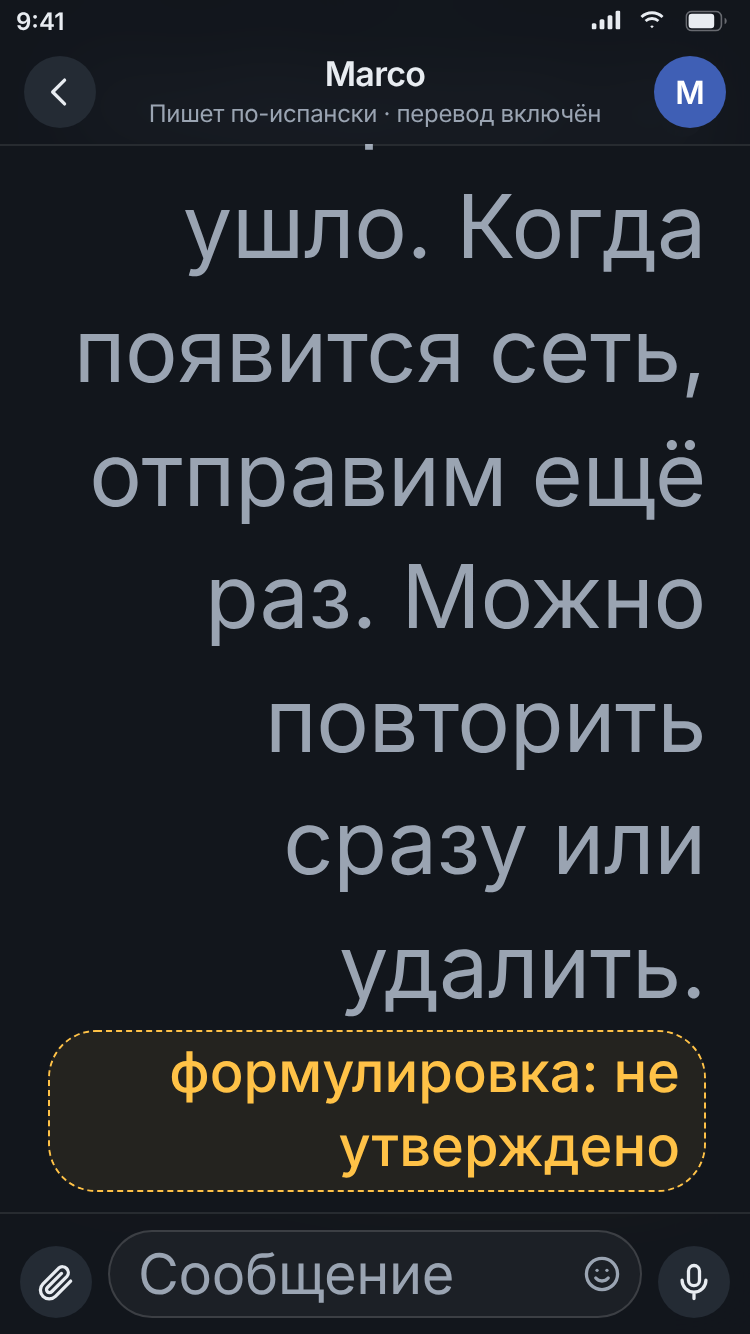 9:41
Marco
Пишет по-испански · перевод включён
M
ушло. Когда
появится сеть,
отправим ещё
раз. Можно
повторить
сразу или
удалить.
формулировка: не
утверждено
Сообщение